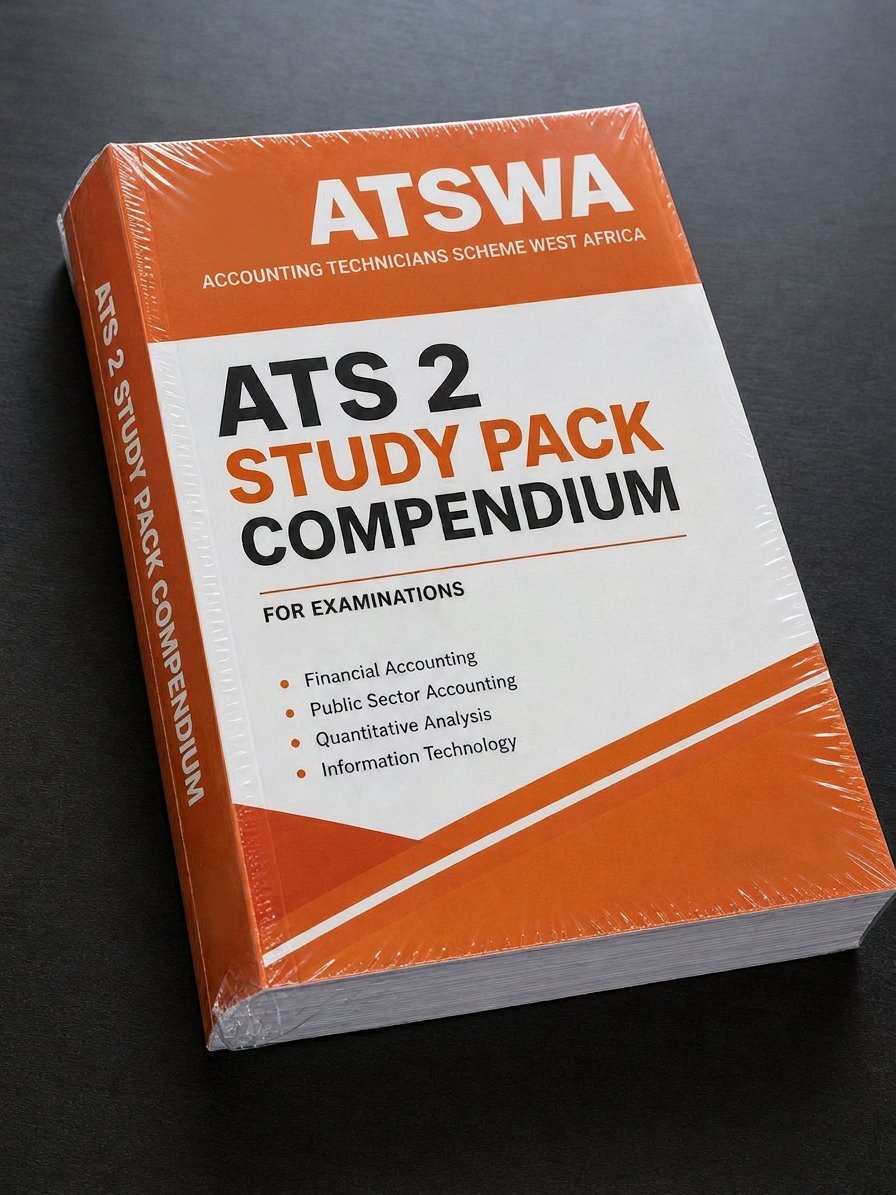 ATSWA
ACCOUNTING TECHNICIANS SCHEME WEST AFRICA
ATS 2
STUDY PACK
COMPENDIUM
FOR EXAMINATIONS
Financial Accounting
Public Sector Accounting
Quantitative Analysis
Information Technology
ATS 2 STUDY PACK COMPENDIUM